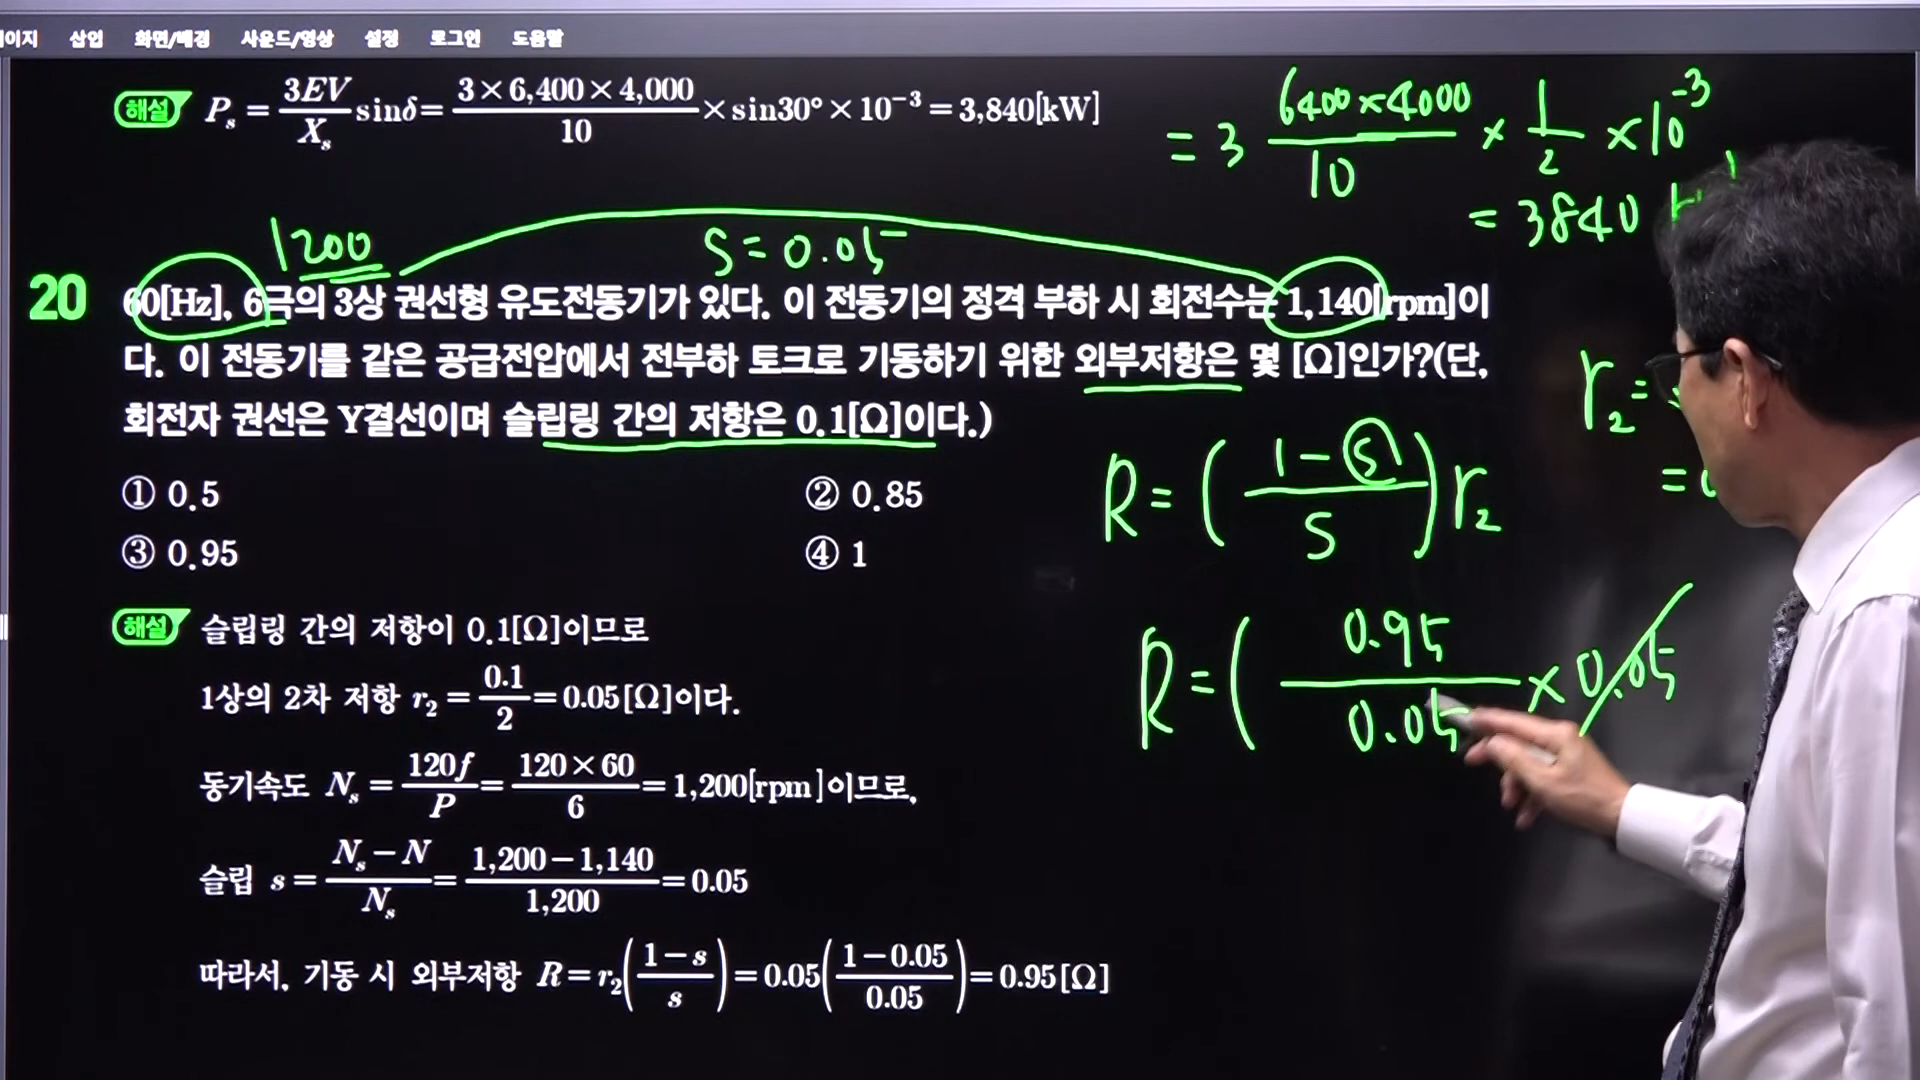 삽입 화면/배경 사운드/영상 설정 로그인 도움말
해설 P_s = 3EV/X_s sinδ = 3×6,400×4,000/10 × sin30° × 10⁻³ = 3,840[kW]
= 3 6400×4000/10 × 1/2 × 10⁻³
= 3840
1200
S = 0.05
20 60[Hz], 6극의 3상 권선형 유도전동기가 있다. 이 전동기의 정격 부하 시 회전수는 1,140[rpm]이
다. 이 전동기를 같은 공급전압에서 전부하 토크로 기동하기 위한 외부저항은 몇 [Ω]인가?(단,
회전자 권선은 Y결선이며 슬립링 간의 저항은 0.1[Ω]이다.)
① 0.5 ② 0.85
③ 0.95 ④ 1
r₂ =
=
R = (1-S/S) r₂
R = ( 0.95/0.05 × 0.05
해설 슬립링 간의 저항이 0.1[Ω]이므로
1상의 2차 저항 r₂ = 0.1/2 = 0.05[Ω]이다.
동기속도 N_s = 120f/P = 120×60/6 = 1,200[rpm]이므로,
슬립 s = N_s-N/N_s = 1,200-1,140/1,200 = 0.05
따라서, 기동 시 외부저항 R = r₂(1-s/s) = 0.05(1-0.05/0.05) = 0.95[Ω]